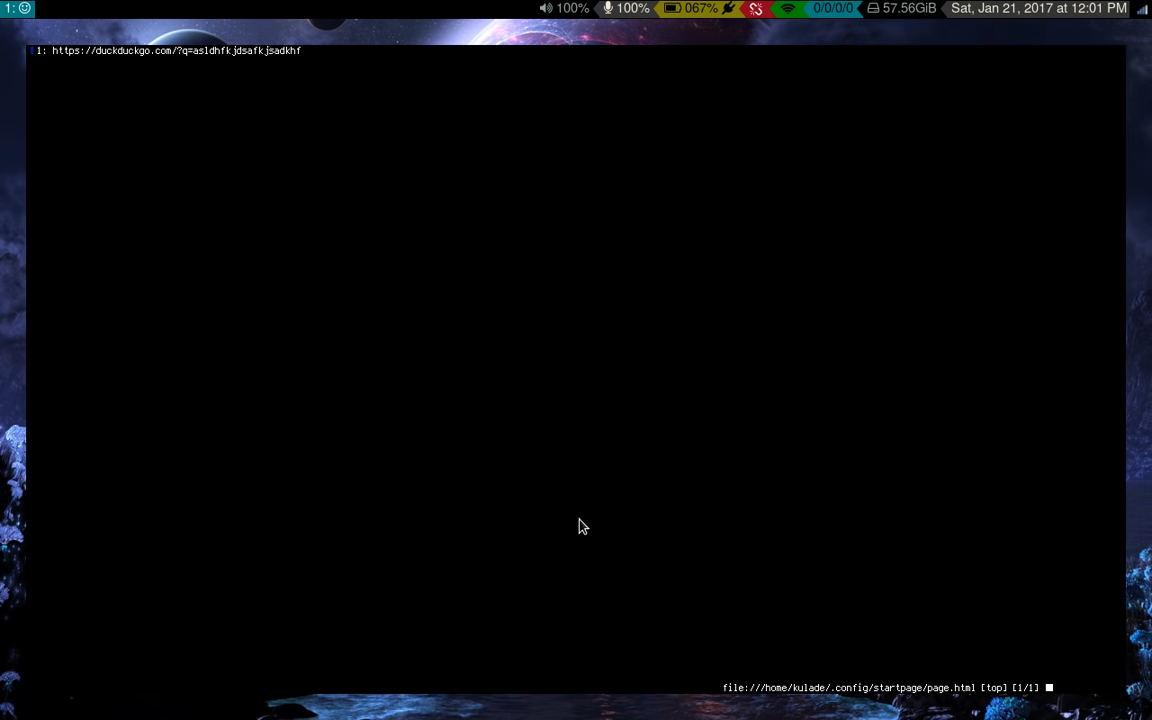 1: 100% 100% 067% 0/0/0/0 57.56GiB Sat, Jan 21, 2017 at 12:01 PM
1: https://duckduckgo.com/?q=asldhfkjdsafkjsadkhf
file:///home/kulade/.config/startpage/page.html [top] [1/1]